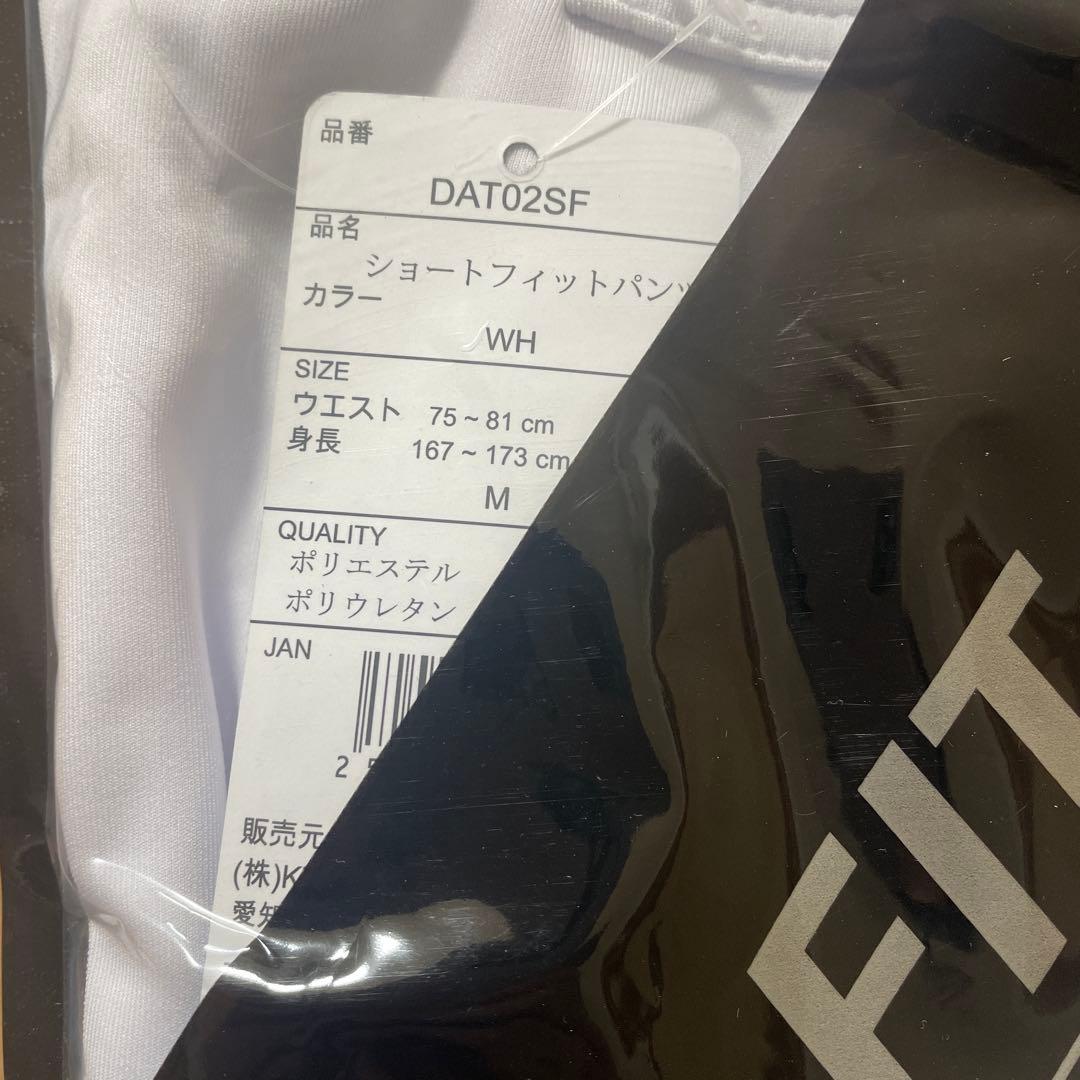 品番
DAT02SF
品名
ショートフィットパンツ
カラー
WH
SIZE
ウエスト 75 ~ 81 cm
身長 167 ~ 173 cm
M
QUALITY
ポリエステル
ポリウレタン
JAN
2
販売元
(株)K
愛知
FIT